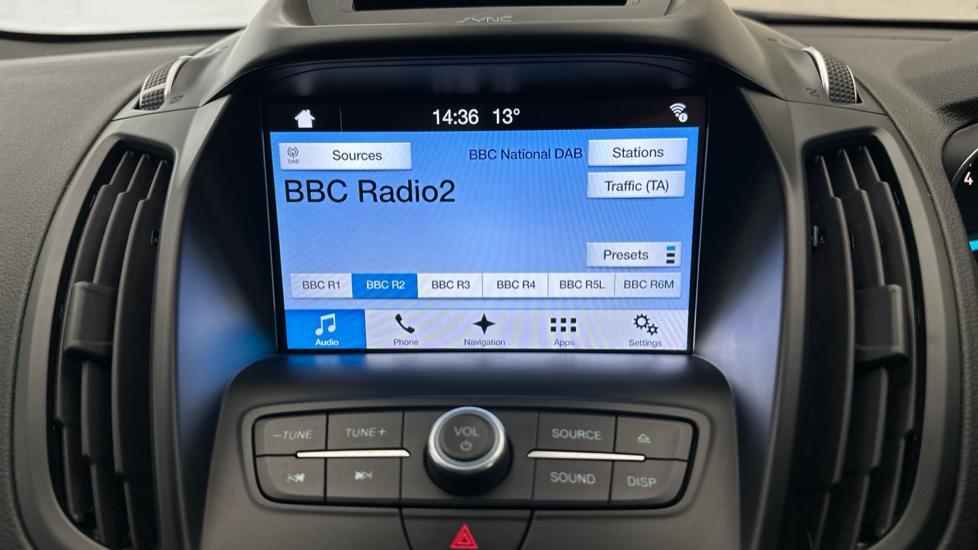 SYNC
14:36 13°
DAB Sources BBC National DAB Stations
BBC Radio2
Traffic (TA)
Presets
BBC R1 BBC R2 BBC R3 BBC R4 BBC R5L BBC R6M
Audio Phone Navigation Apps Settings
4
–TUNE TUNE+ VOL SOURCE
SOUND DISP